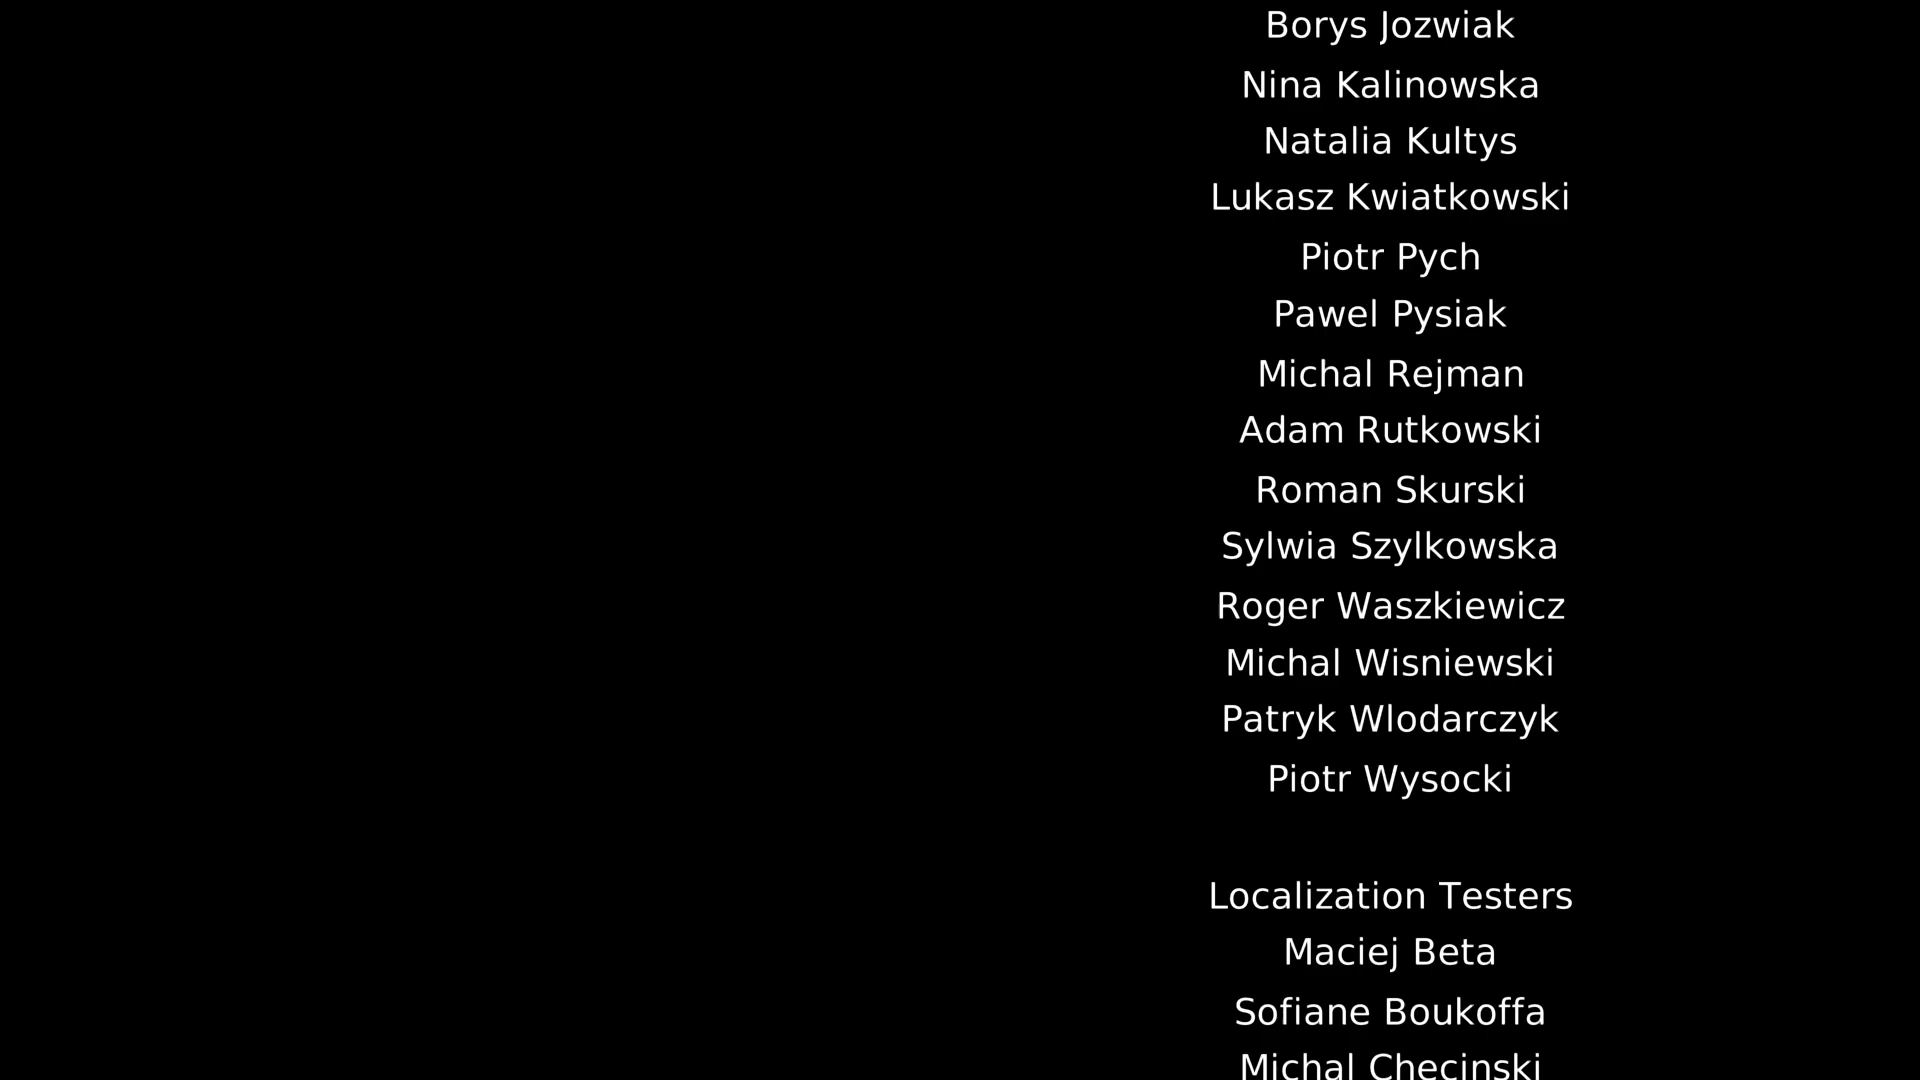 Borys Jozwiak
Nina Kalinowska
Natalia Kultys
Lukasz Kwiatkowski
Piotr Pych
Pawel Pysiak
Michal Rejman
Adam Rutkowski
Roman Skurski
Sylwia Szylkowska
Roger Waszkiewicz
Michal Wisniewski
Patryk Wlodarczyk
Piotr Wysocki
Localization Testers
Maciej Beta
Sofiane Boukoffa
Michal Checinski